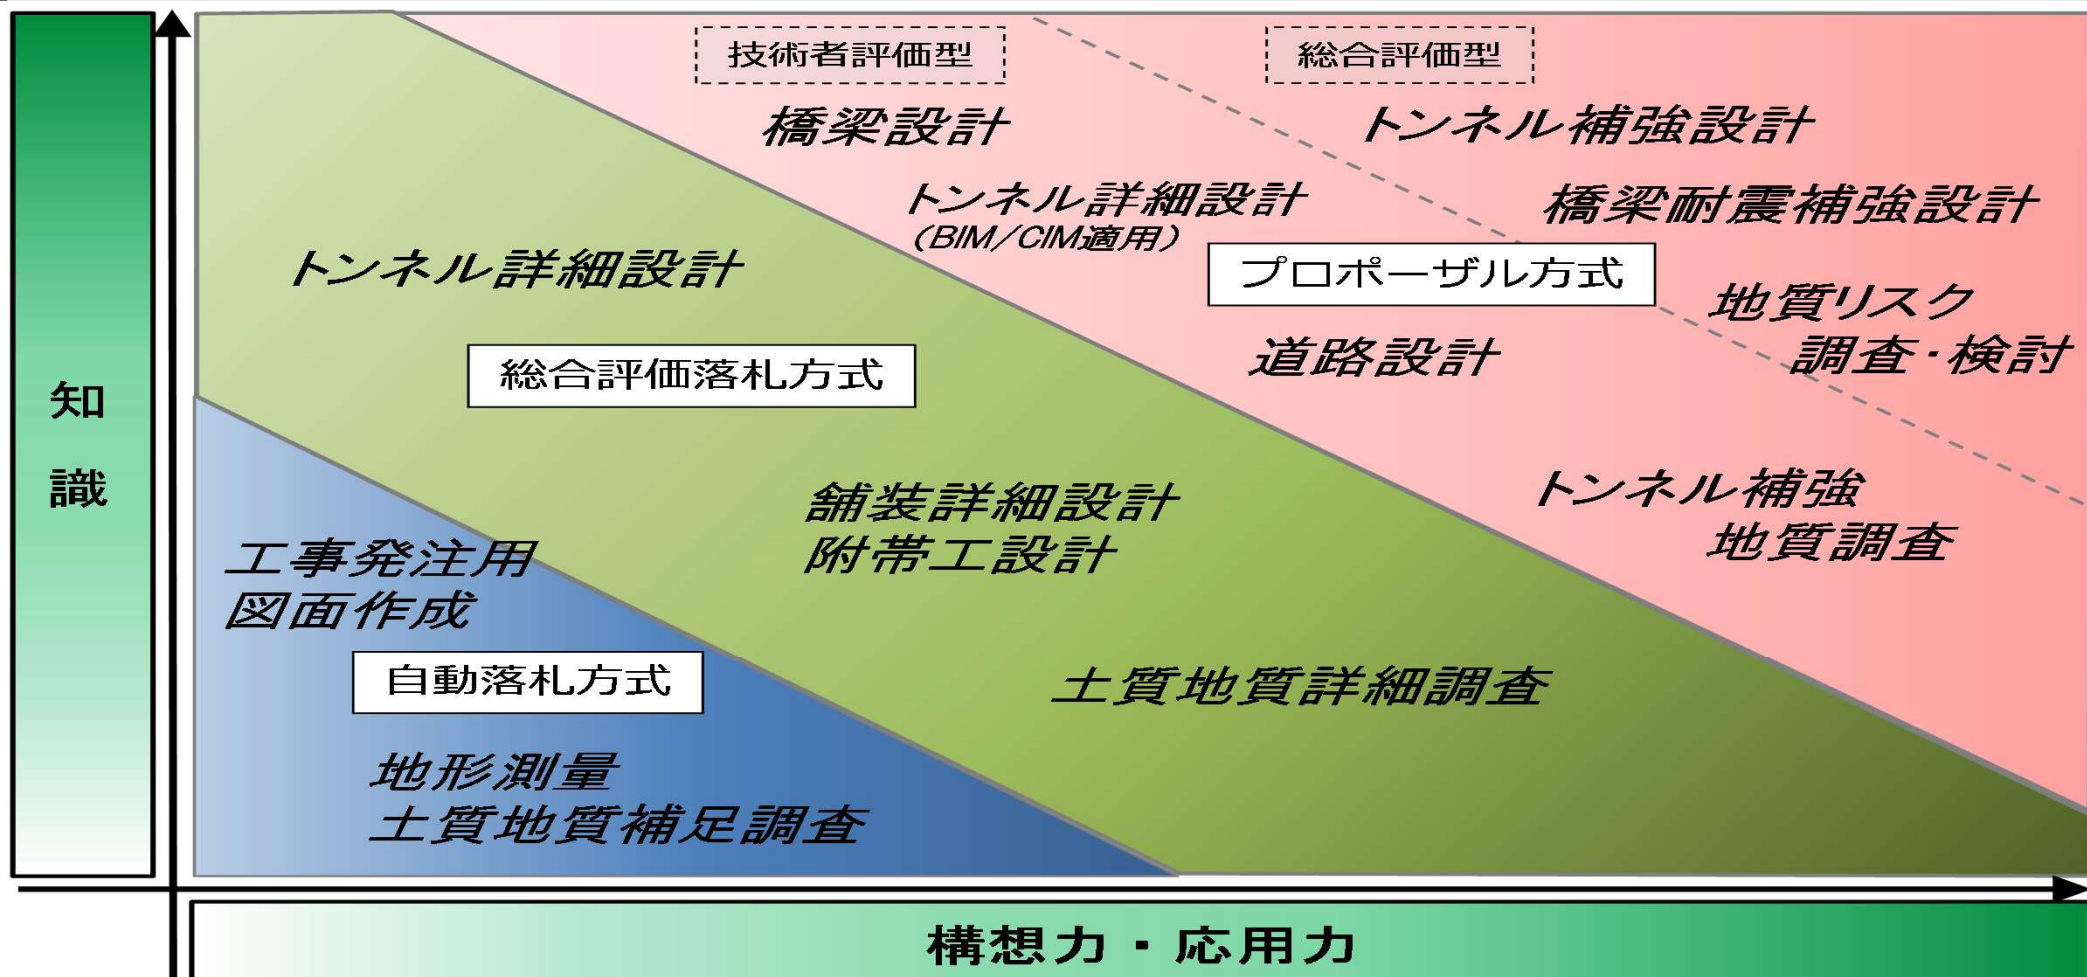 技術者評価型
総合評価型
橋梁設計
トンネル補強設計
トンネル詳細設計
(BIM/CIM適用)
橋梁耐震補強設計
プロポーザル方式
地質リスク
調査・検討
道路設計
トンネル補強
地質調査
トンネル詳細設計
総合評価落札方式
舗装詳細設計
附帯工設計
土質地質詳細調査
工事発注用
図面作成
自動落札方式
地形測量
土質地質補足調査
知
識
構想力・応用力